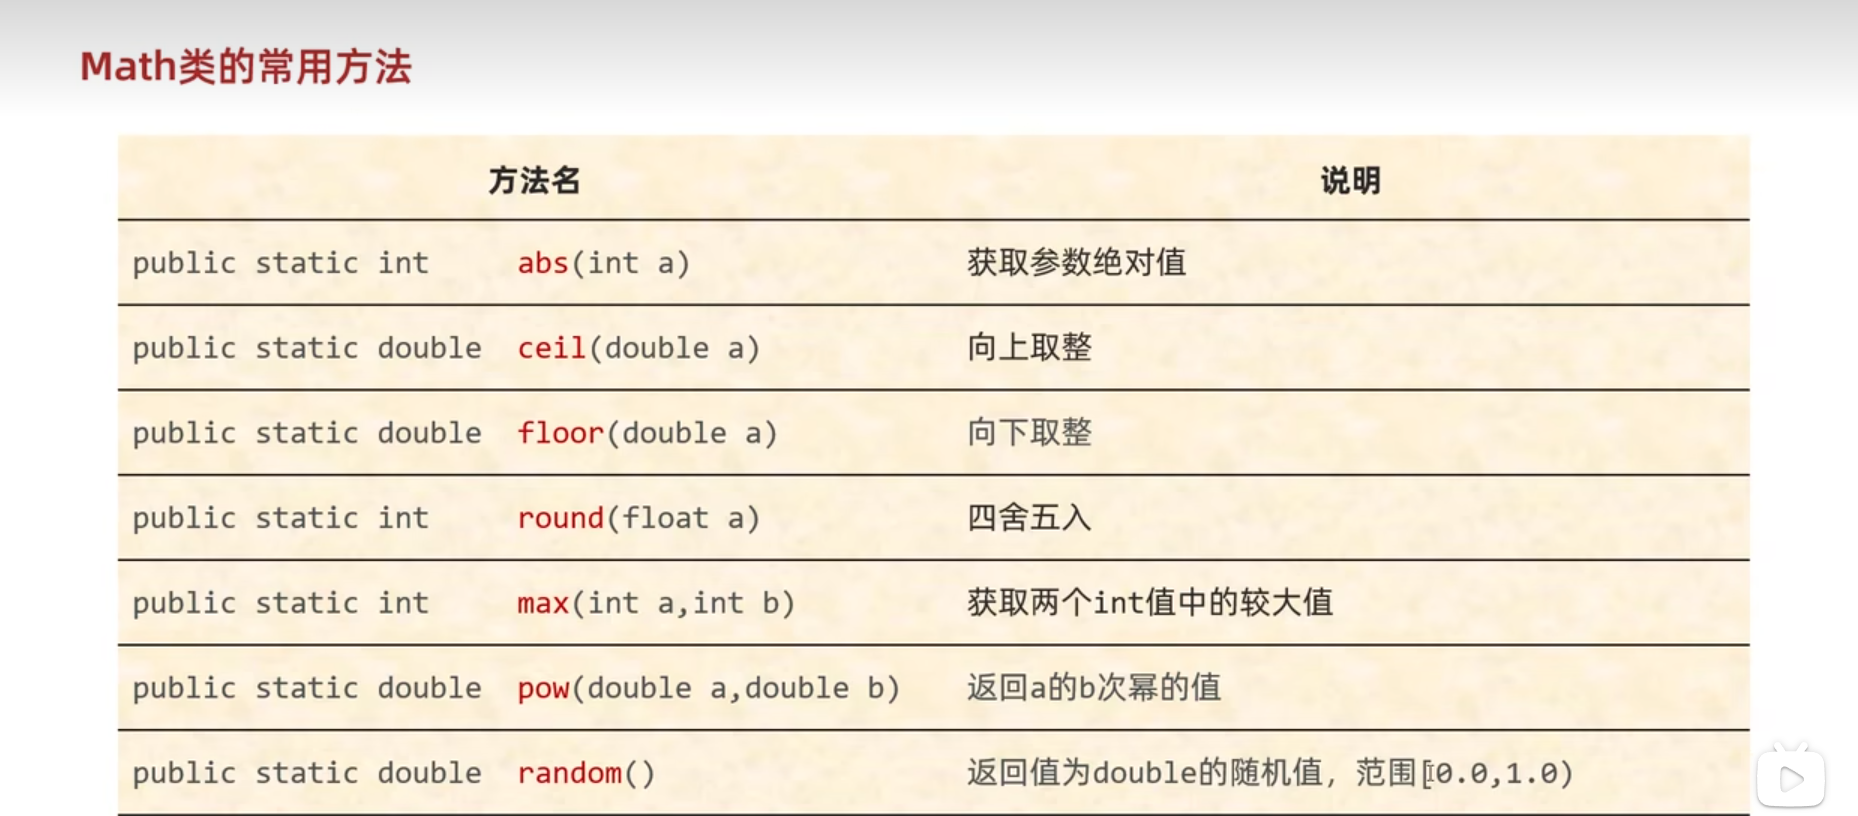 Math类的常用方法
方法名 说明
public static int abs(int a) 获取参数绝对值
public static double ceil(double a) 向上取整
public static double floor(double a) 向下取整
public static int round(float a) 四舍五入
public static int max(int a,int b) 获取两个int值中的较大值
public static double pow(double a,double b) 返回a的b次幂的值
public static double random() 返回值为double的随机值，范围[0.0,1.0)